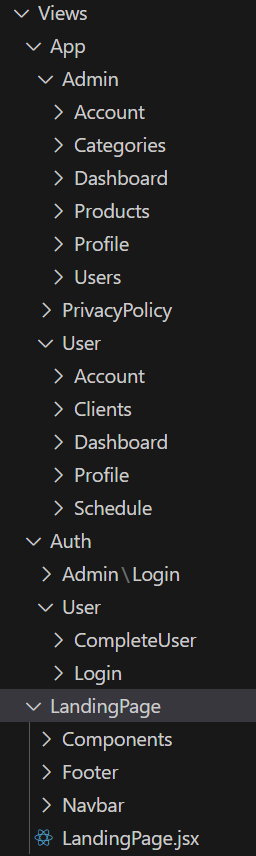 Views
App
Admin
Account
Categories
Dashboard
Products
Profile
Users
PrivacyPolicy
User
Account
Clients
Dashboard
Profile
Schedule
Auth
Admin\Login
User
CompleteUser
Login
LandingPage
Components
Footer
Navbar
LandingPage.jsx